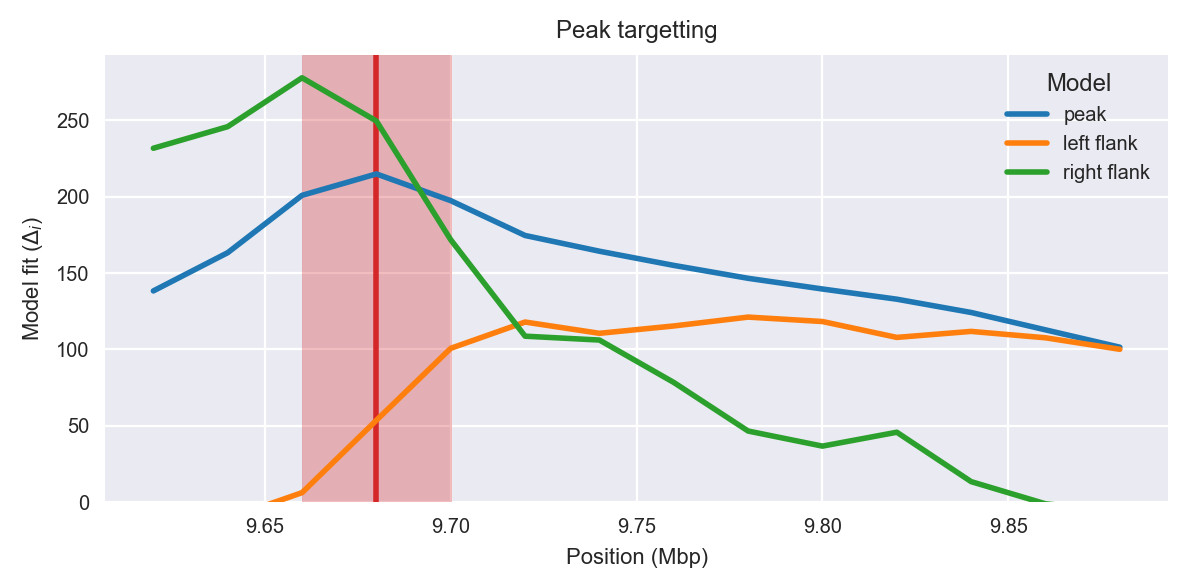 Peak targetting
Model fit (Δi)
250
200
150
100
50
0
Model
peak
left flank
right flank
9.65
9.70
9.75
9.80
9.85
Position (Mbp)